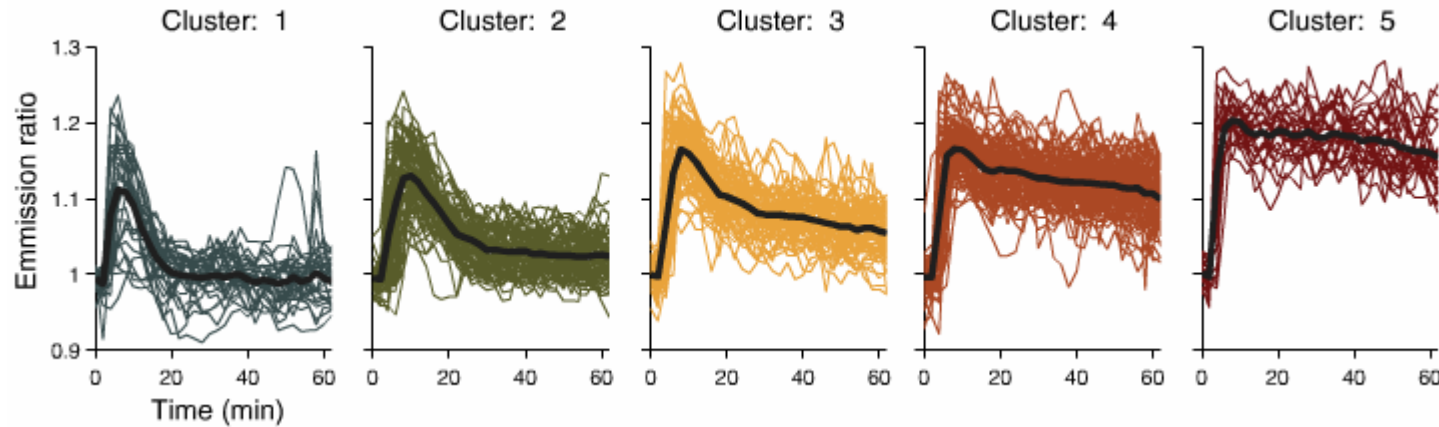 Cluster: 1
Cluster: 2
Cluster: 3
Cluster: 4
Cluster: 5
Emmission ratio
1.3
1.2
1.1
1
0.9
0 20 40 60
0 20 40 60
0 20 40 60
0 20 40 60
0 20 40 60
Time (min)